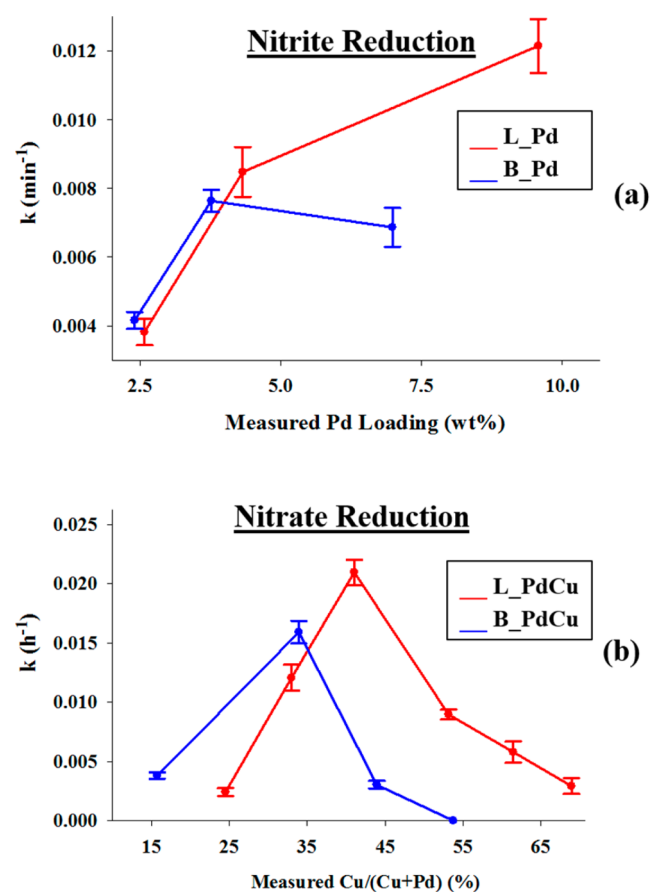 Nitrite Reduction
0.012
0.010
0.008
0.006
0.004
k (min-1)
L_Pd
B_Pd
(a)
2.5 5.0 7.5 10.0
Measured Pd Loading (wt%)
Nitrate Reduction
0.025
0.020
0.015
0.010
0.005
0.000
k (h-1)
L_PdCu
B_PdCu
(b)
15 25 35 45 55 65
Measured Cu/(Cu+Pd) (%)